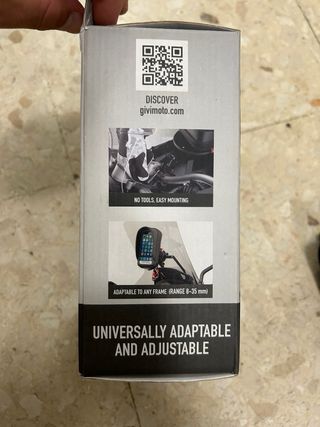 DISCOVER
givimoto.com
NO TOOLS, EASY MOUNTING
ADAPTABLE TO ANY FRAME (RANGE 8-35 mm)
UNIVERSALLY ADAPTABLE
AND ADJUSTABLE